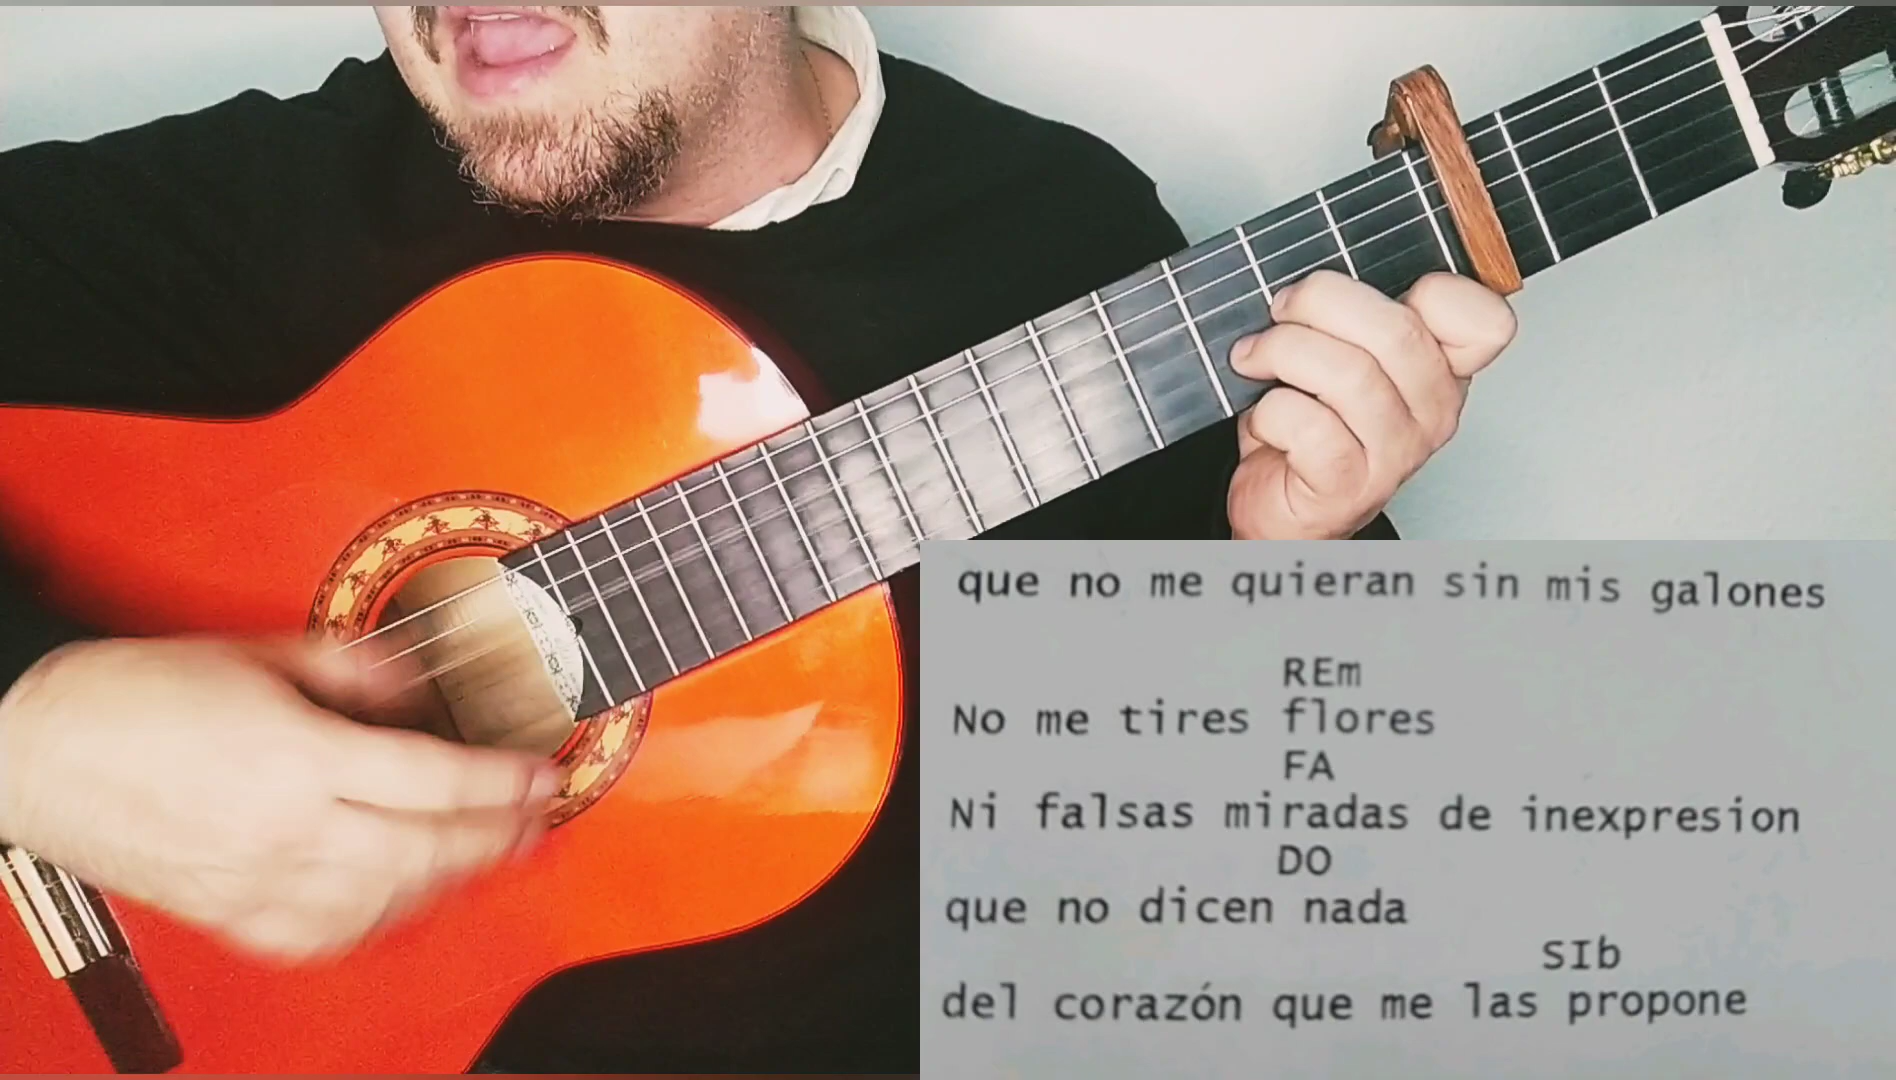 que no me quieran sin mis galones
REm
No me tires flores
FA
Ni falsas miradas de inexpresion
DO
que no dicen nada
SIb
del corazón que me las propone